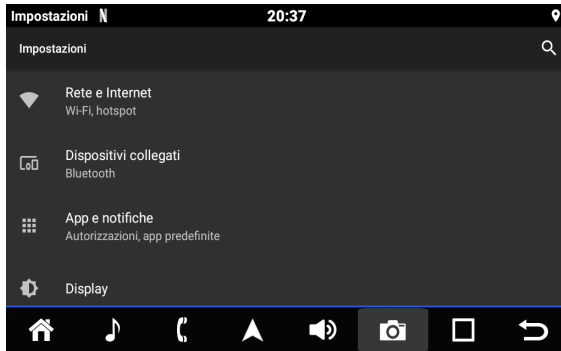 Impostazioni N 20:37
Impostazioni
Rete e Internet
Wi-Fi, hotspot
Dispositivi collegati
Bluetooth
App e notifiche
Autorizzazioni, app predefinite
Display